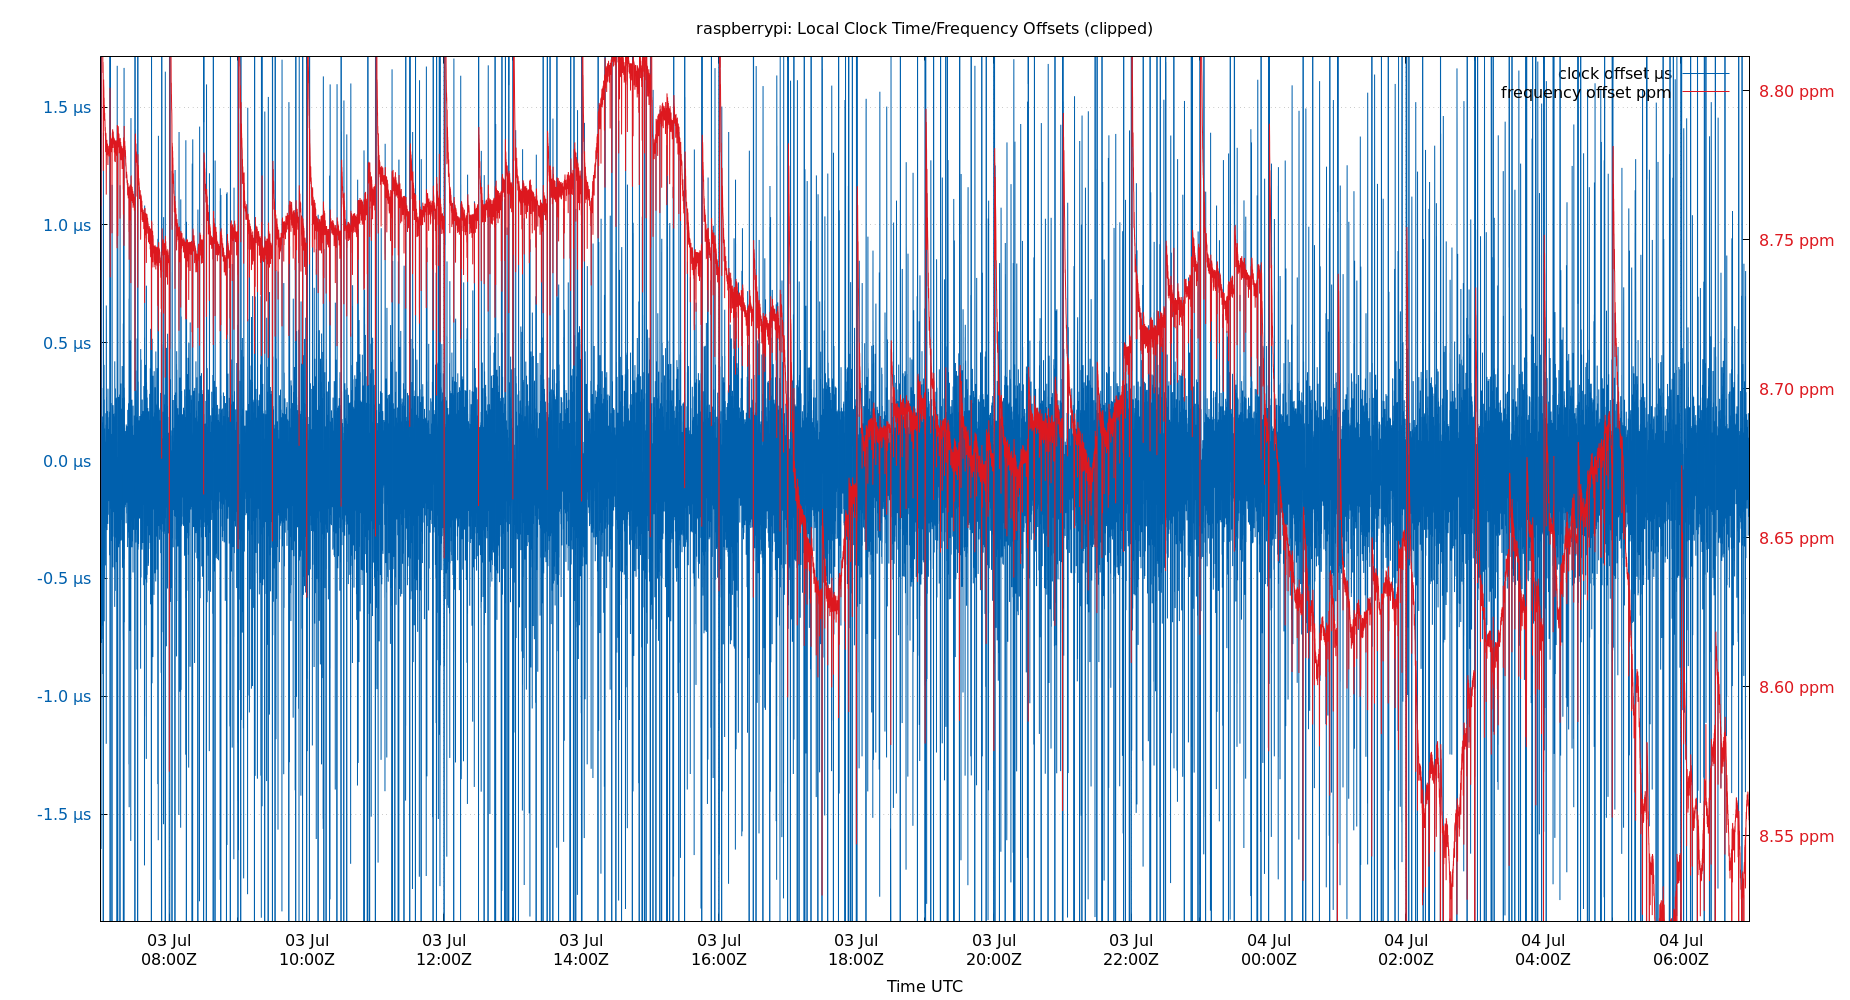 raspberrypi: Local Clock Time/Frequency Offsets (clipped)
clock offset µs
frequency offset ppm
1.5 µs
1.0 µs
0.5 µs
0.0 µs
-0.5 µs
-1.0 µs
-1.5 µs
8.80 ppm
8.75 ppm
8.70 ppm
8.65 ppm
8.60 ppm
8.55 ppm
03 Jul 03 Jul 03 Jul 03 Jul 03 Jul 03 Jul 03 Jul 03 Jul 04 Jul 04 Jul 04 Jul 04 Jul
08:00Z 10:00Z 12:00Z 14:00Z 16:00Z 18:00Z 20:00Z 22:00Z 00:00Z 02:00Z 04:00Z 06:00Z
Time UTC